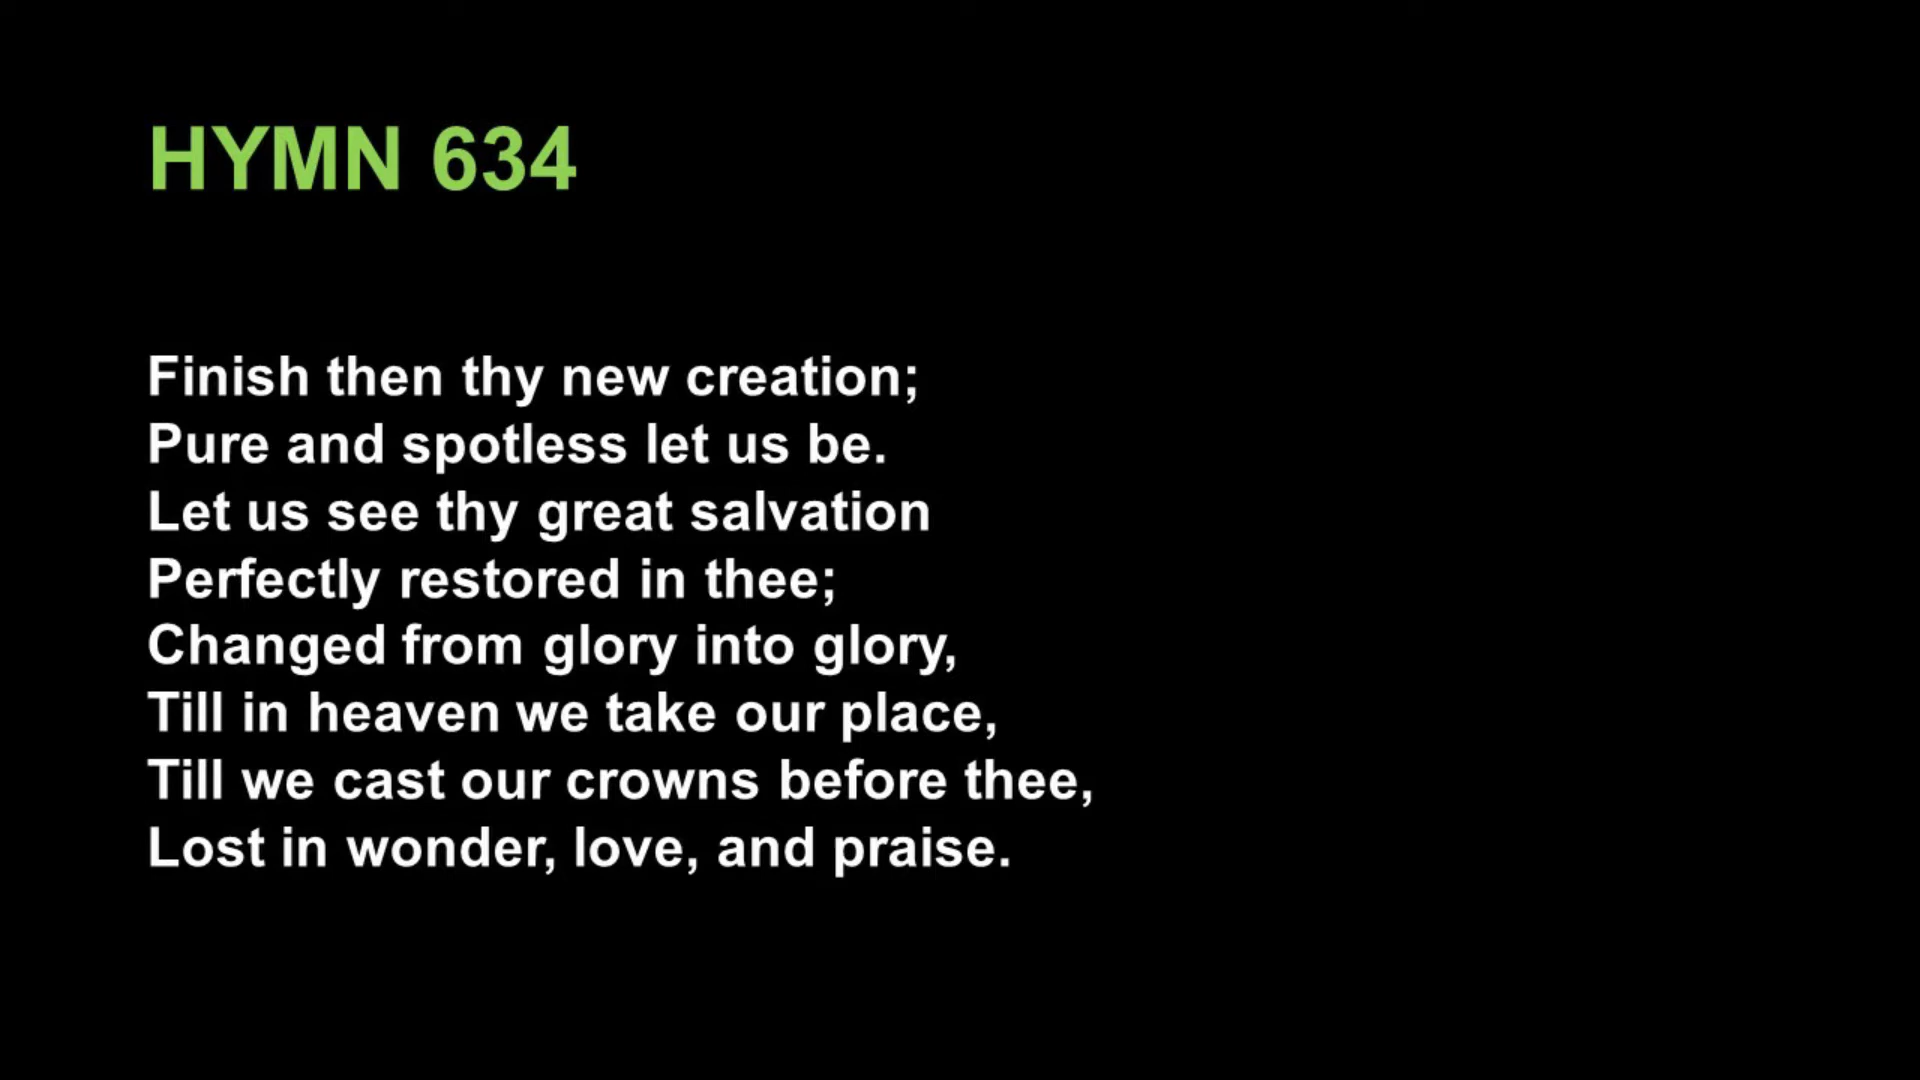 HYMN 634
Finish then thy new creation;
Pure and spotless let us be.
Let us see thy great salvation
Perfectly restored in thee;
Changed from glory into glory,
Till in heaven we take our place,
Till we cast our crowns before thee,
Lost in wonder, love, and praise.